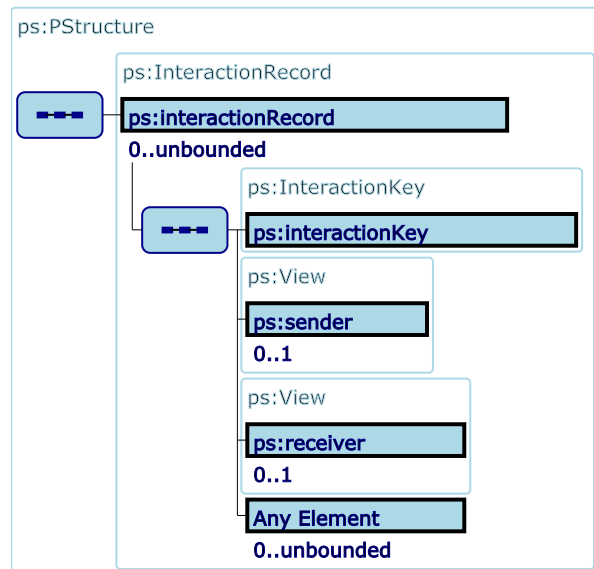 ps:PStructure
ps:InteractionRecord
ps:interactionRecord
0..unbounded
ps:InteractionKey
ps:interactionKey
ps:View
ps:sender
0..1
ps:View
ps:receiver
0..1
Any Element
0..unbounded